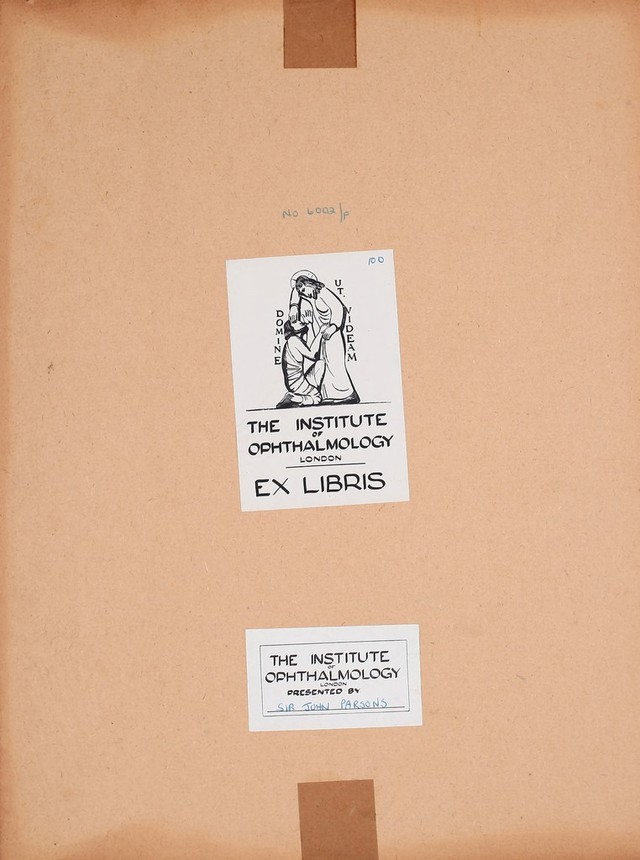 No 6002/F
100
DOMINE
UT. VIDEAM
THE INSTITUTE
OF
OPHTHALMOLOGY
LONDON
EX LIBRIS
THE INSTITUTE
OF
OPHTHALMOLOGY
LONDON
PRESENTED BY
SIR JOHN PARSONS